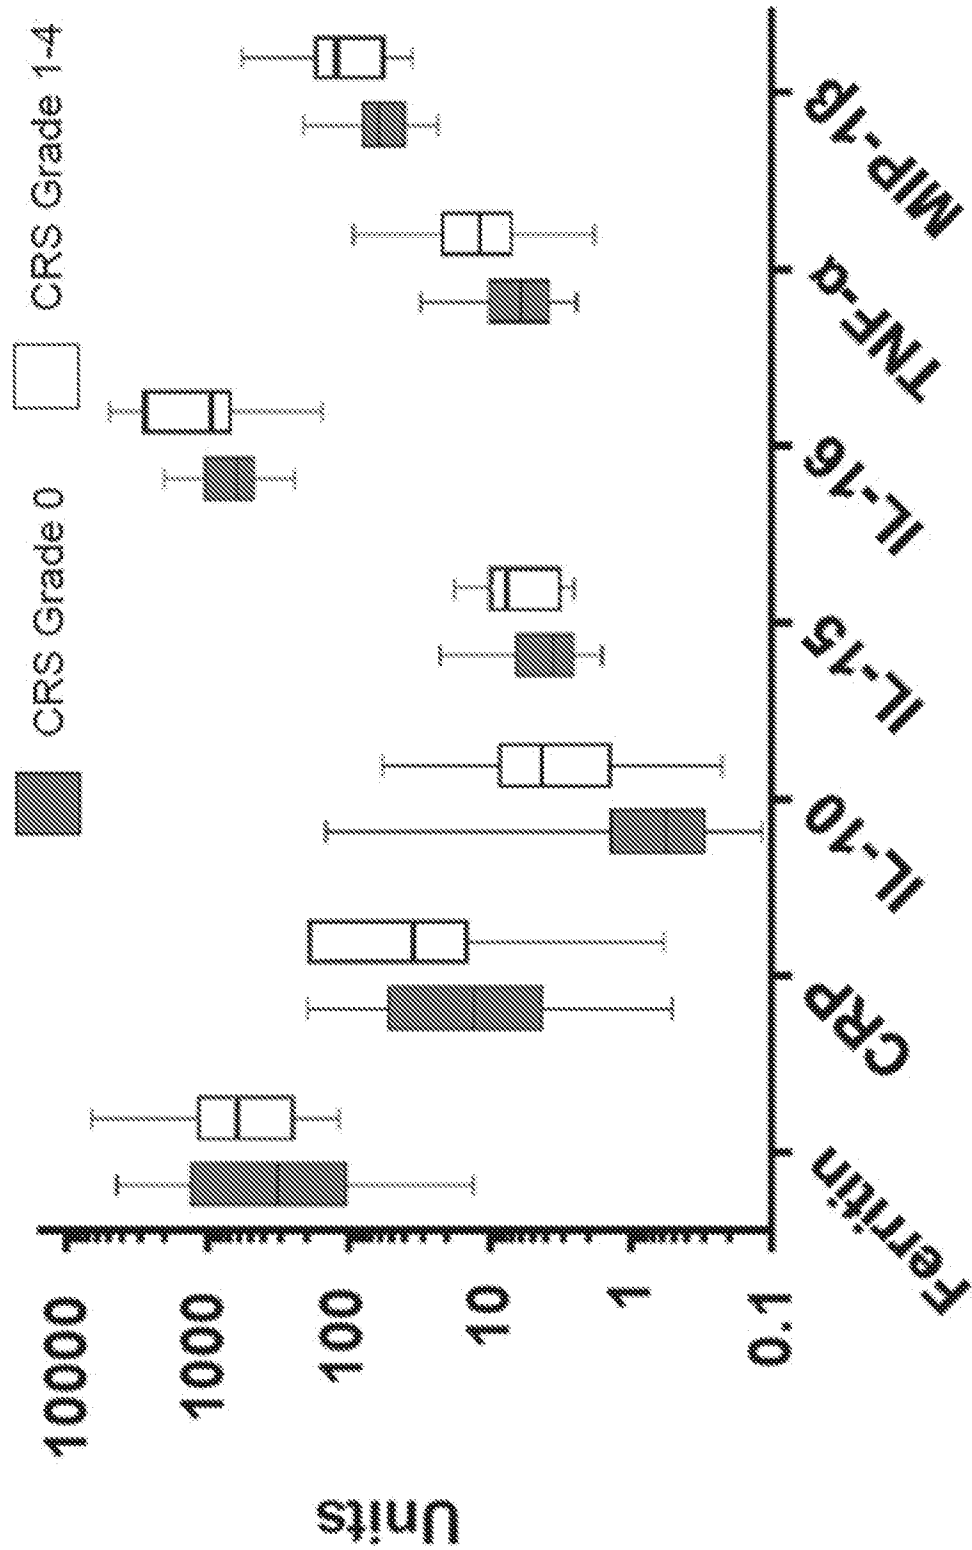 CRS Grade 0 CRS Grade 1-4
Units
10000
1000
100
10
1
0.1
Ferritin
CRP
IL-10
IL-15
IL-16
TNF-α
MIP-1β